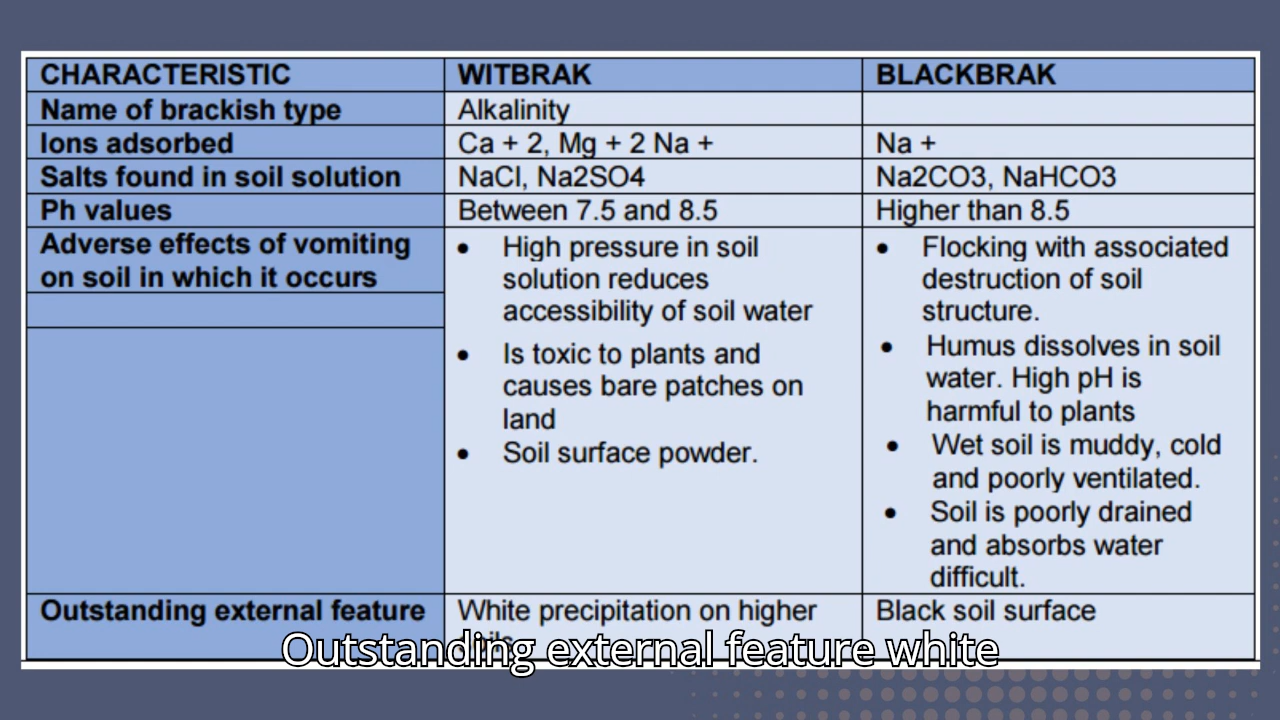 CHARACTERISTIC WITBRAK BLACKBRAK
Name of brackish type Alkalinity
Ions adsorbed Ca + 2, Mg + 2 Na + Na +
Salts found in soil solution NaCl, Na2SO4 Na2CO3, NaHCO3
Ph values Between 7.5 and 8.5 Higher than 8.5
Adverse effects of vomiting
on soil in which it occurs
• High pressure in soil
solution reduces
accessibility of soil water
• Is toxic to plants and
causes bare patches on
land
• Soil surface powder.
• Flocking with associated
destruction of soil
structure.
• Humus dissolves in soil
water. High pH is
harmful to plants
• Wet soil is muddy, cold
and poorly ventilated.
• Soil is poorly drained
and absorbs water
difficult.
Outstanding external feature White precipitation on higher Black soil surface
Outstanding external feature white